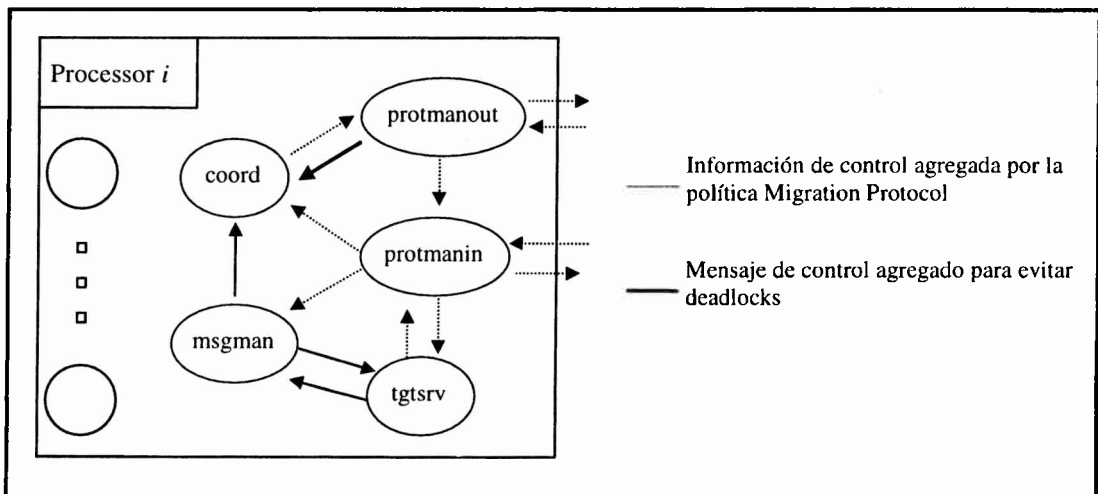 Processor i
protmanout
coord
protmanin
msgman
tgtsrv
Información de control agregada por la
política Migration Protocol
Mensaje de control agregado para evitar
deadlocks